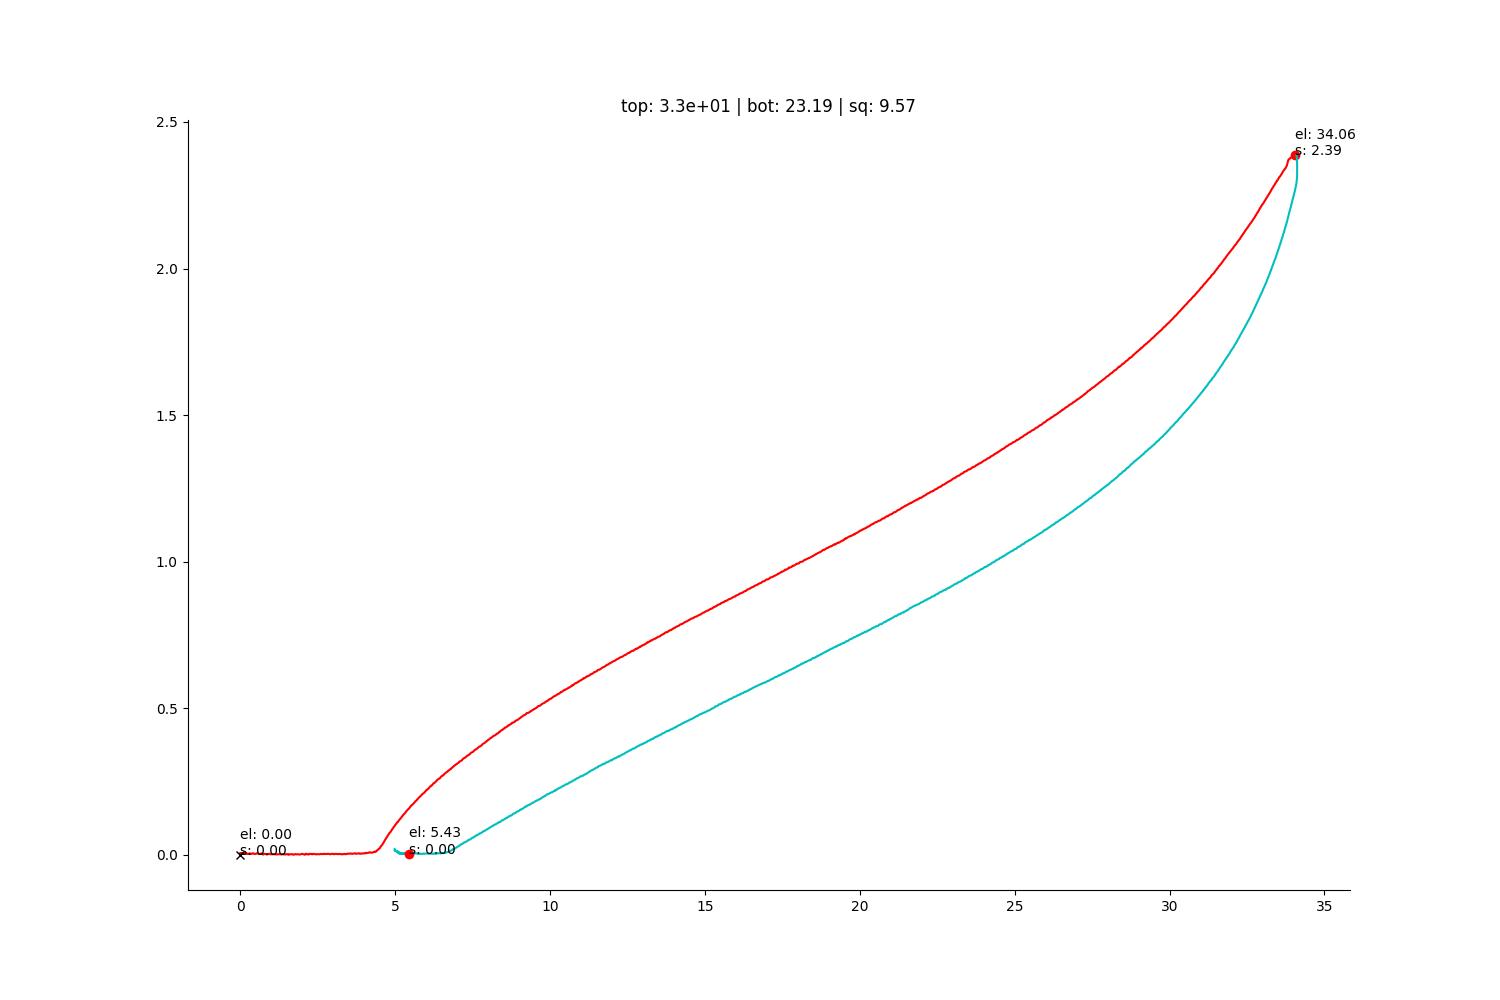 top: 3.3e+01 | bot: 23.19 | sq: 9.57
2.5
el: 34.06
s: 2.39
2.0
1.5
1.0
0.5
el: 0.00
s: 0.00
el: 5.43
s: 0.00
0.0
0 5 10 15 20 25 30 35